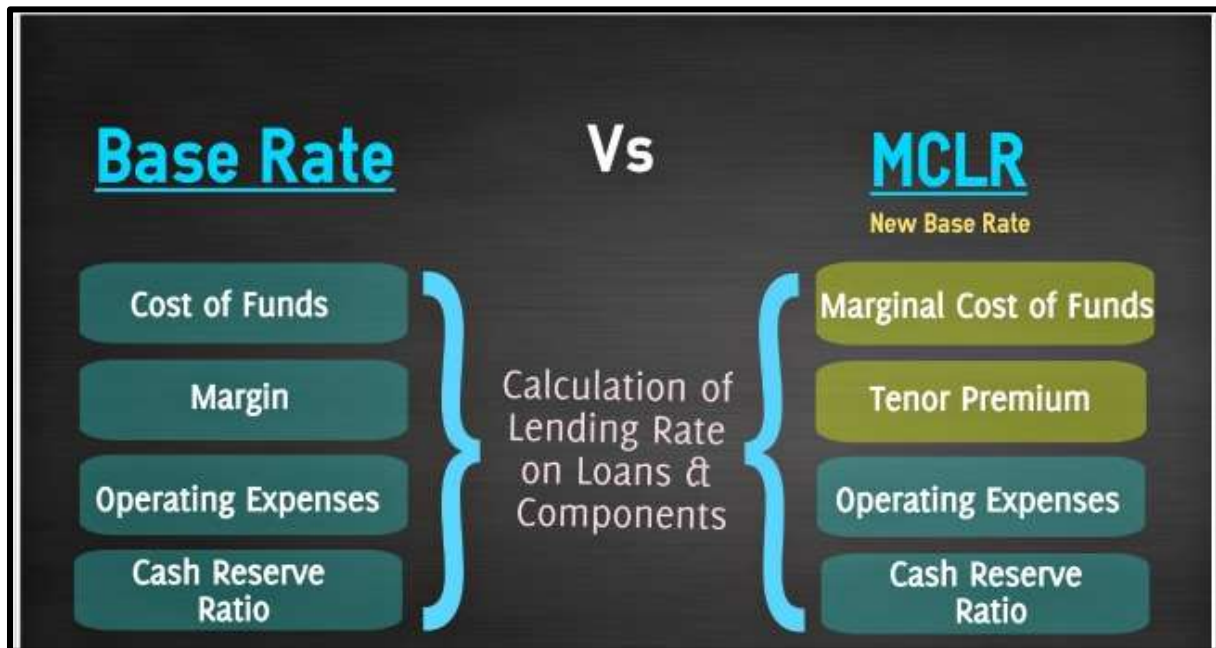 Base Rate
Vs
MCLR
New Base Rate
Cost of Funds
Margin
Operating Expenses
Cash Reserve
Ratio
Calculation of
Lending Rate
on Loans &
Components
Marginal Cost of Funds
Tenor Premium
Operating Expenses
Cash Reserve
Ratio